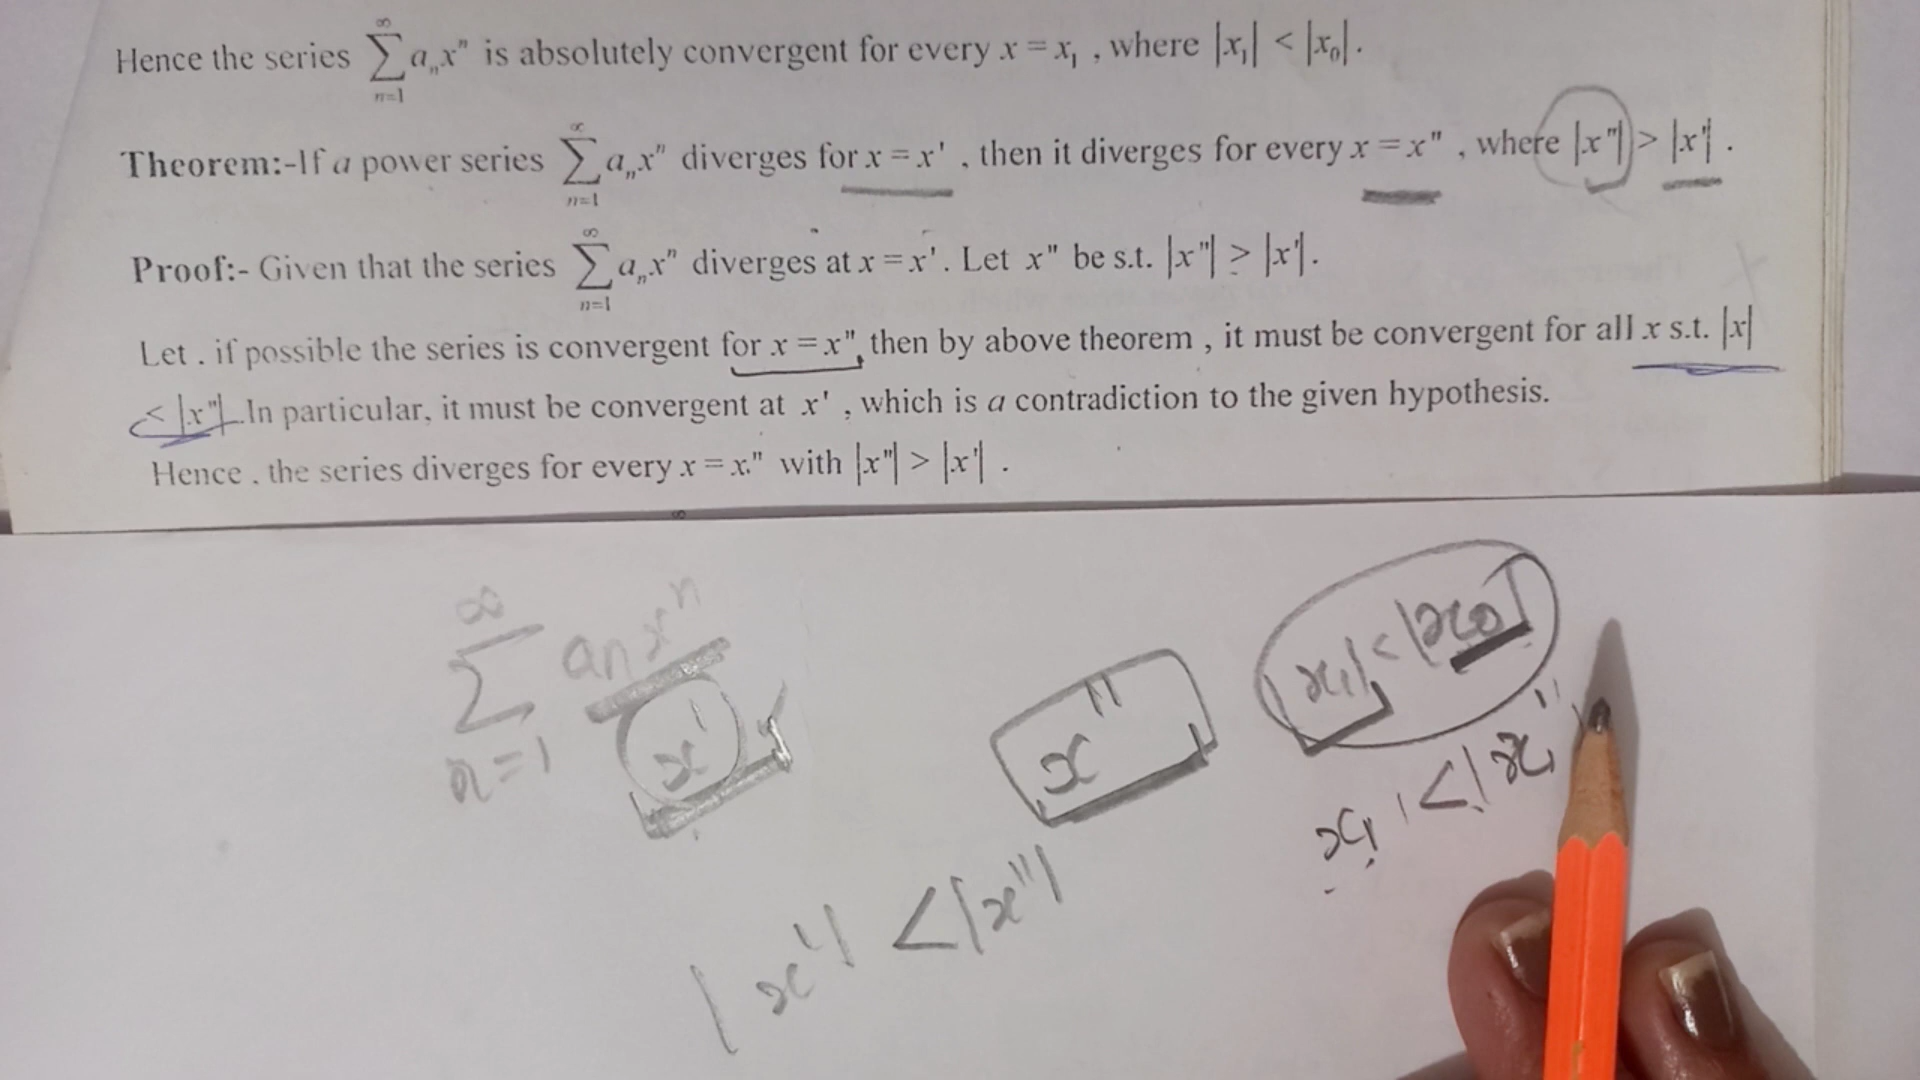 Hence the series ∑_{n=1}^{∞} a_n x^n is absolutely convergent for every x = x_1 , where |x_1| < |x_0| .
Theorem:-If a power series ∑_{n=1}^{∞} a_n x^n diverges for x = x' , then it diverges for every x = x" , where |x"| > |x'| .
Proof:- Given that the series ∑_{n=1}^{∞} a_n x^n diverges at x = x' . Let x" be s.t. |x"| > |x'| .
Let , if possible the series is convergent for x = x", then by above theorem , it must be convergent for all x s.t. |x|
< |x"| .In particular, it must be convergent at x' , which is a contradiction to the given hypothesis.
Hence , the series diverges for every x = x." with |x"| > |x'| .
∑_{n=1}^{∞} a_n x^n
x'
x"
|x_1| < |x_0|
x_1' < |x_1"
|x'| < |x"|